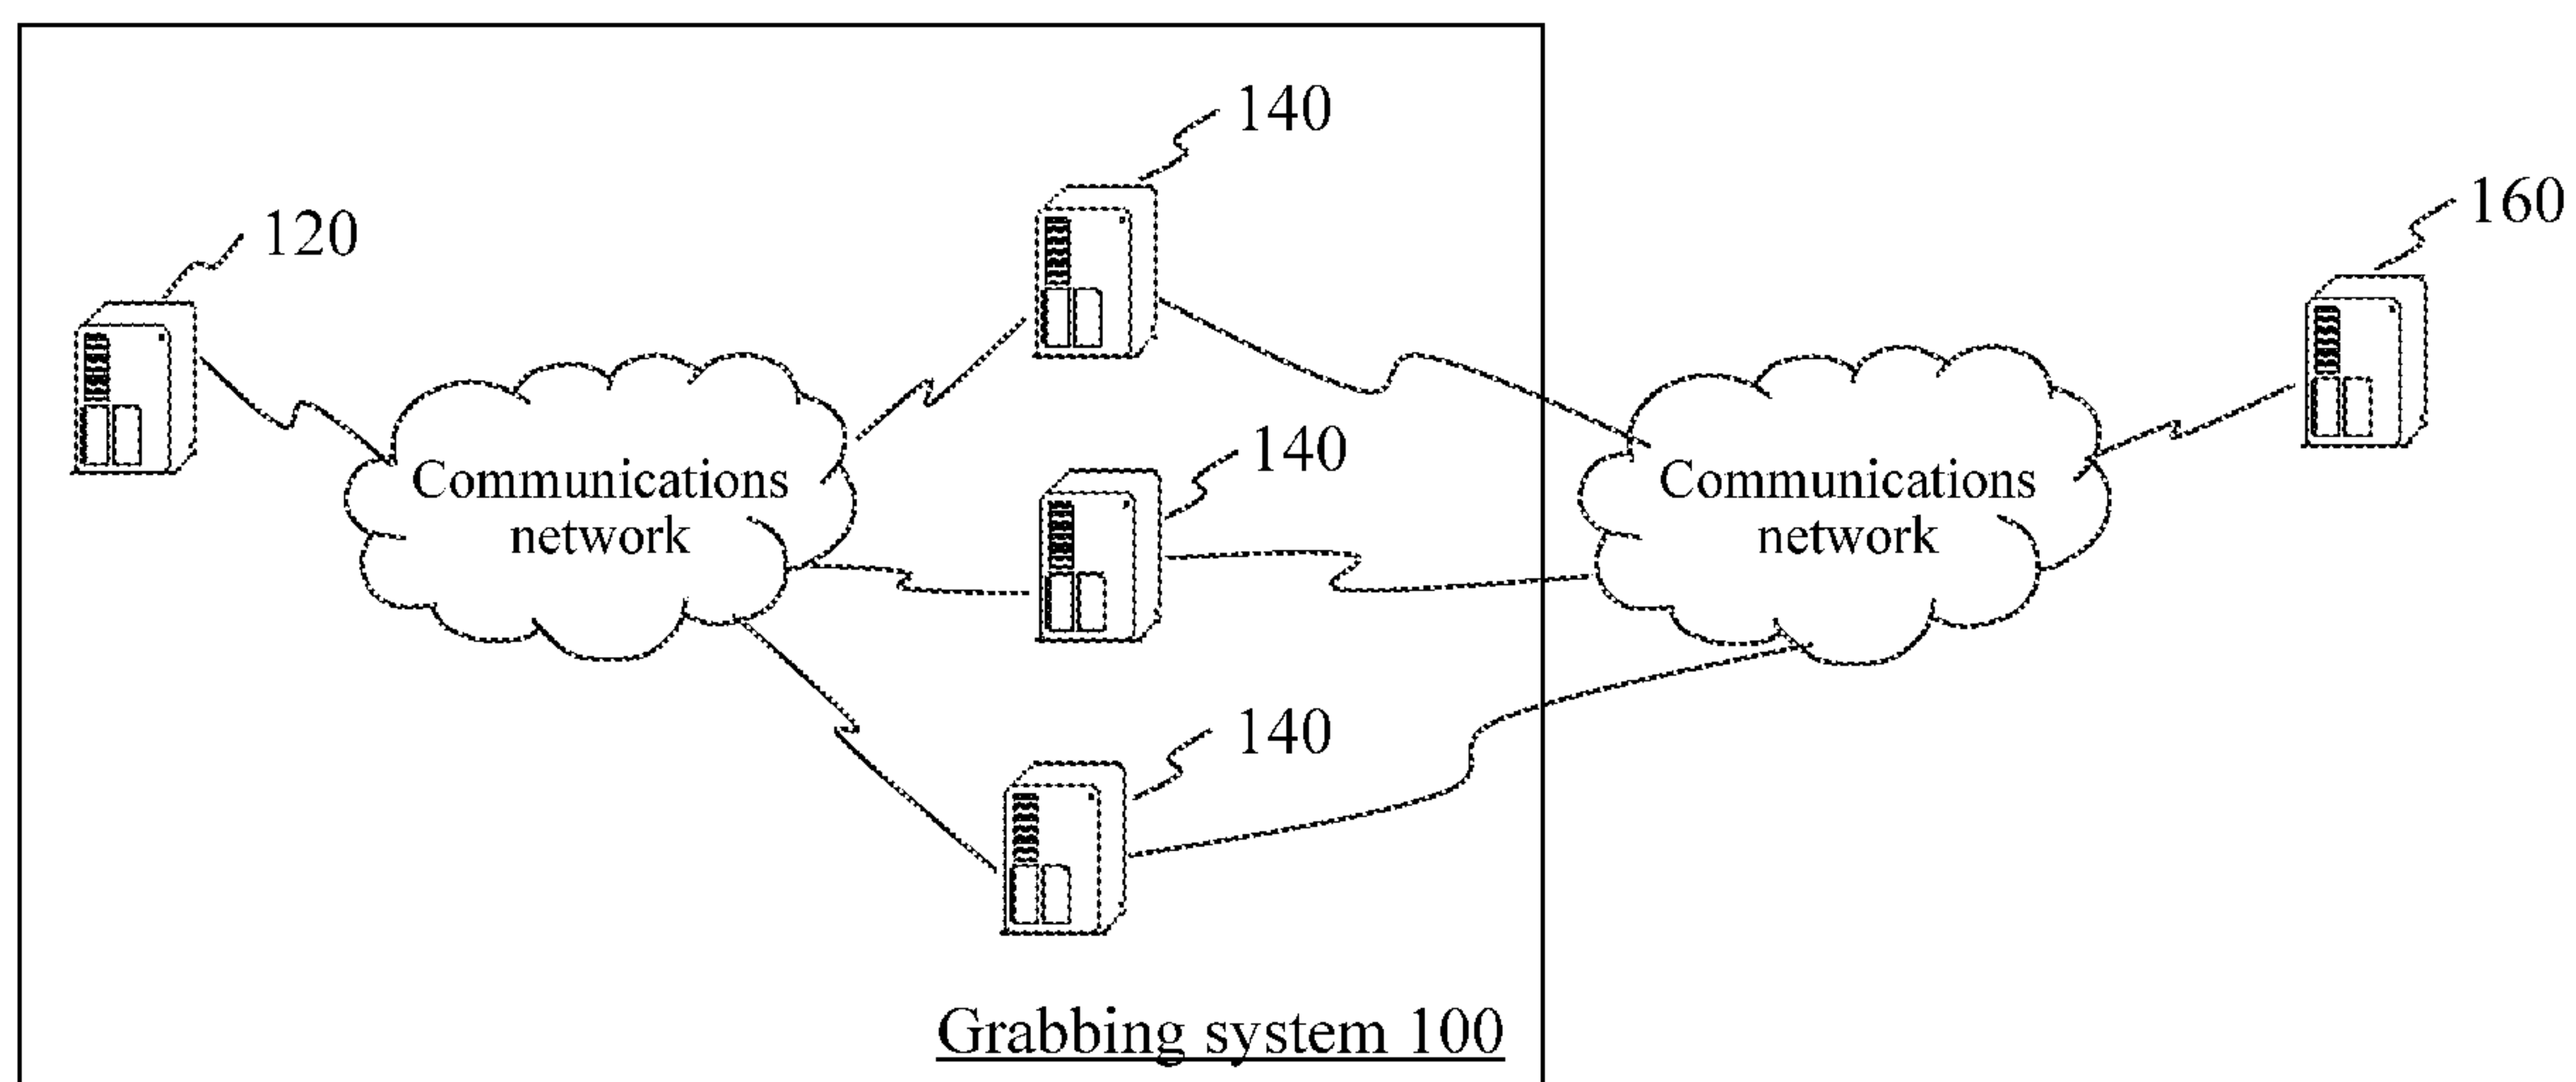 140
160
120
140
Communications
network
Communications
network
140
Grabbing system 100